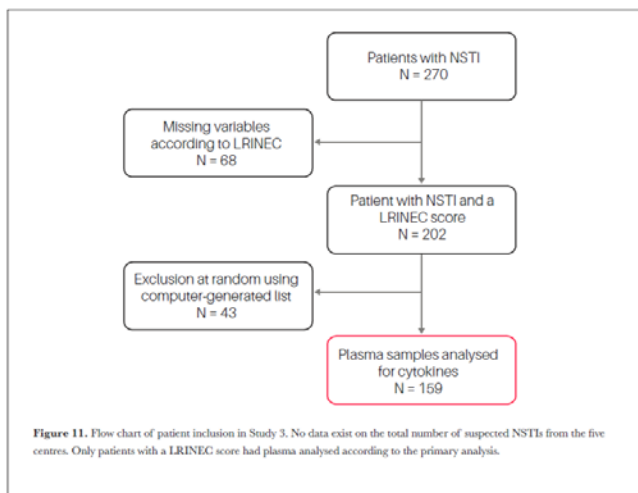 Patients with NSTI
N = 270
Missing variables
according to LRINEC
N = 68
Patient with NSTI and a
LRINEC score
N = 202
Exclusion at random using
computer-generated list
N = 43
Plasma samples analysed
for cytokines
N = 159
Figure 11. Flow chart of patient inclusion in Study 3. No data exist on the total number of suspected NSTIs from the five
centres. Only patients with a LRINEC score had plasma analysed according to the primary analysis.